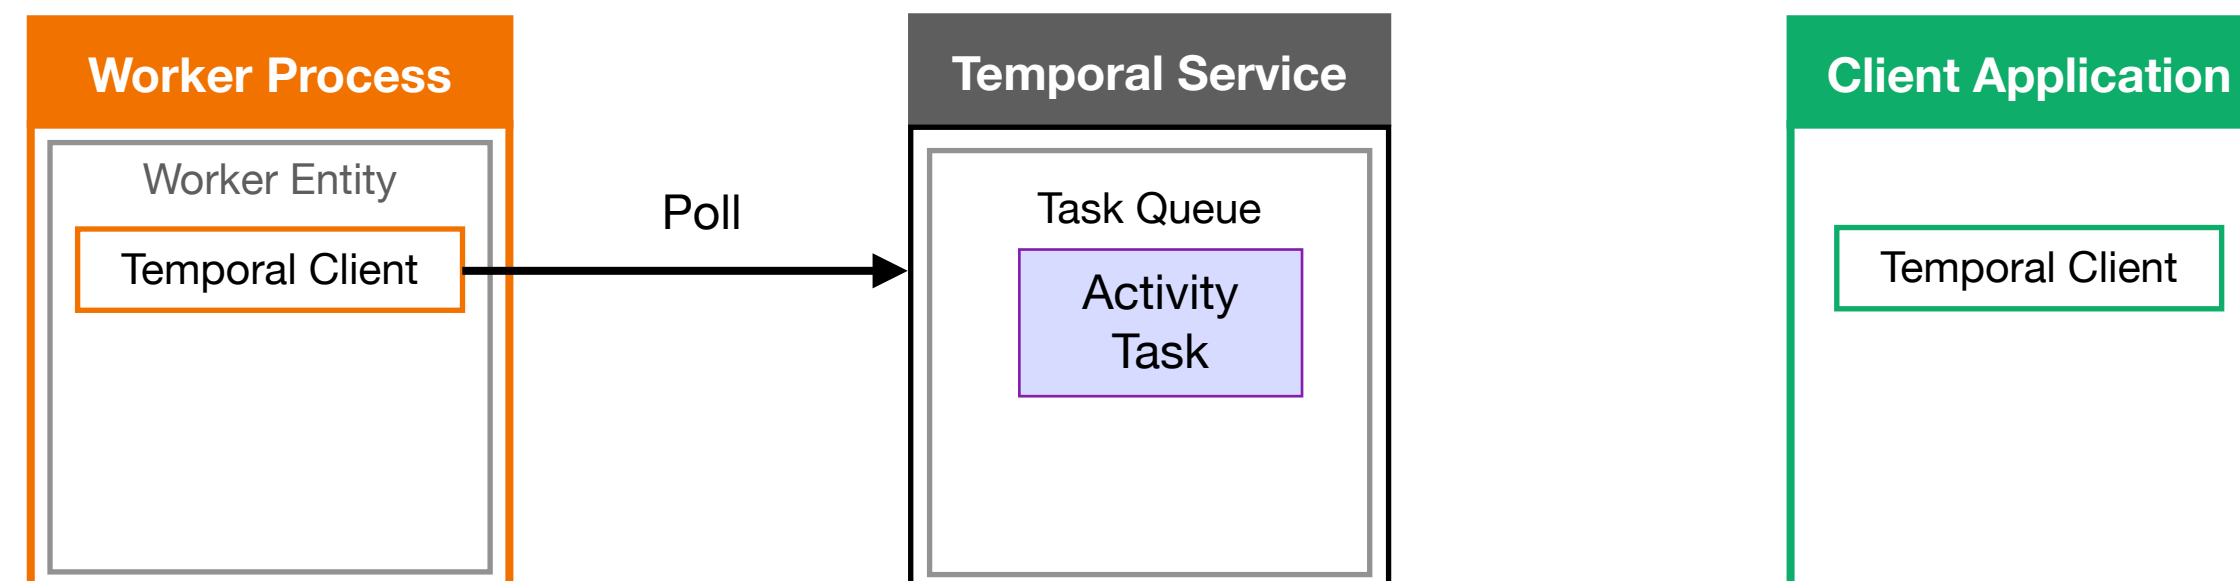 Worker Process
Temporal Service
Client Application
Worker Entity
Temporal Client
Poll
Task Queue
Activity
Task
Temporal Client